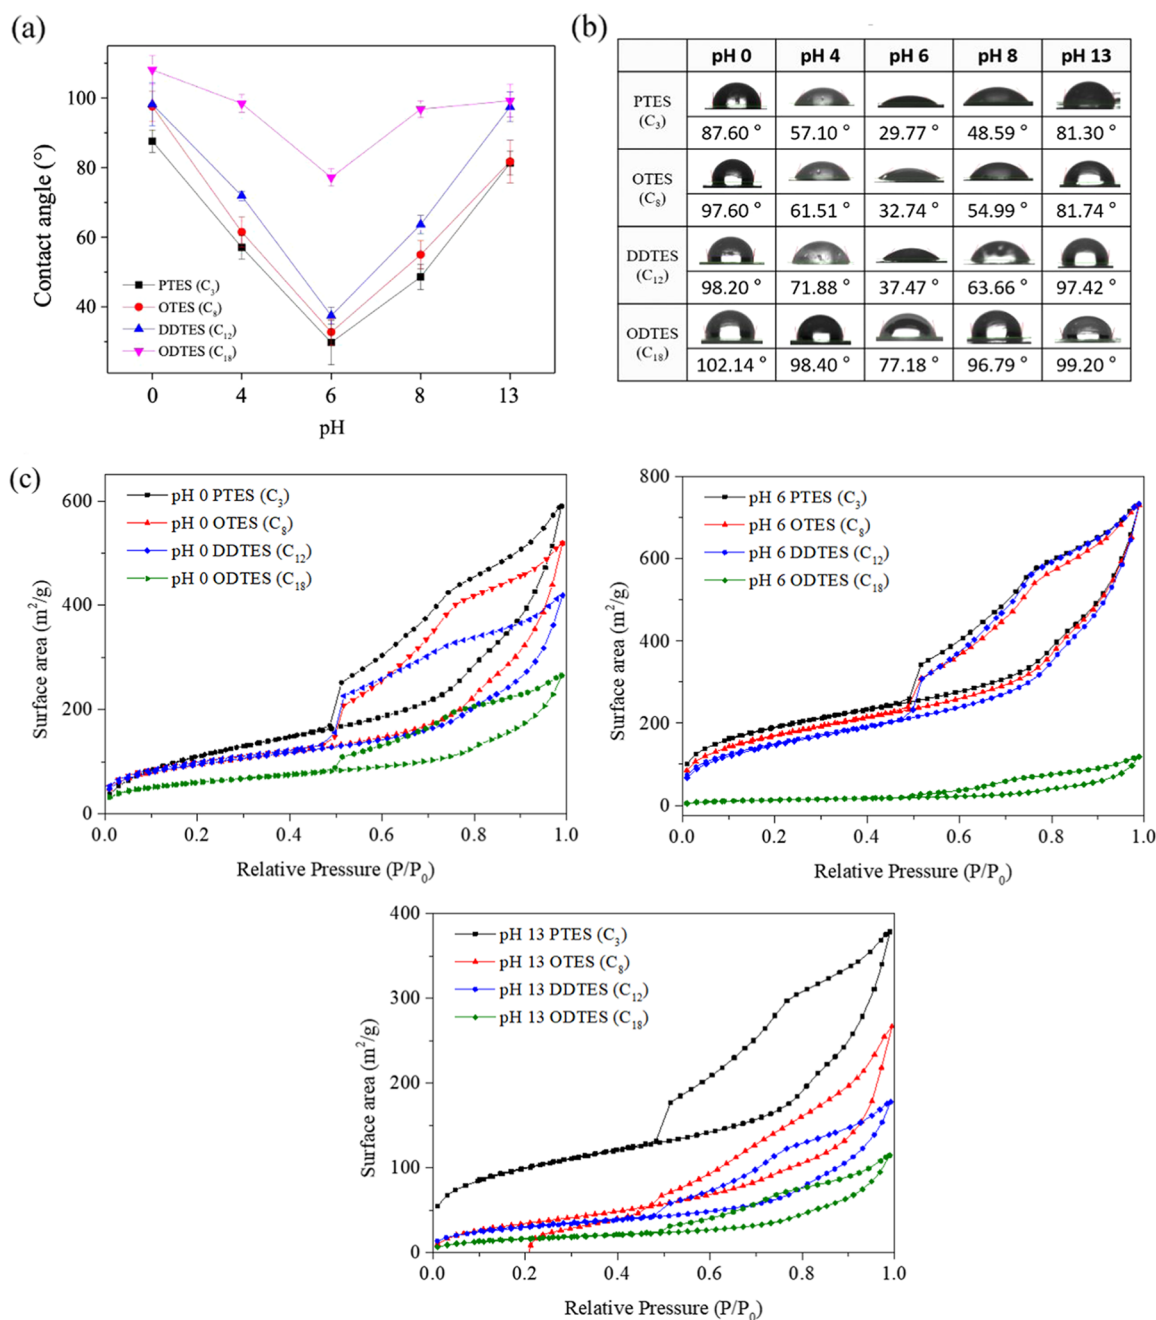 (a)
Contact angle (°)
100
80
60
40
PTES (C3)
OTES (C8)
DDTES (C12)
ODTES (C18)
0 4 6 8 13
pH
(b)
pH 0 pH 4 pH 6 pH 8 pH 13
PTES
(C3)
87.60 ° 57.10 ° 29.77 ° 48.59 ° 81.30 °
OTES
(C8)
97.60 ° 61.51 ° 32.74 ° 54.99 ° 81.74 °
DDTES
(C12)
98.20 ° 71.88 ° 37.47 ° 63.66 ° 97.42 °
ODTES
(C18)
102.14 ° 98.40 ° 77.18 ° 96.79 ° 99.20 °
(c)
Surface area (m2/g)
600
400
200
0
pH 0 PTES (C3)
pH 0 OTES (C8)
pH 0 DDTES (C12)
pH 0 ODTES (C18)
0.0 0.2 0.4 0.6 0.8 1.0
Relative Pressure (P/P0)
Surface area (m2/g)
800
600
400
200
0
pH 6 PTES (C3)
pH 6 OTES (C8)
pH 6 DDTES (C12)
pH 6 ODTES (C18)
0.0 0.2 0.4 0.6 0.8 1.0
Relative Pressure (P/P0)
Surface area (m2/g)
400
300
200
100
0
pH 13 PTES (C3)
pH 13 OTES (C8)
pH 13 DDTES (C12)
pH 13 ODTES (C18)
0.0 0.2 0.4 0.6 0.8 1.0
Relative Pressure (P/P0)